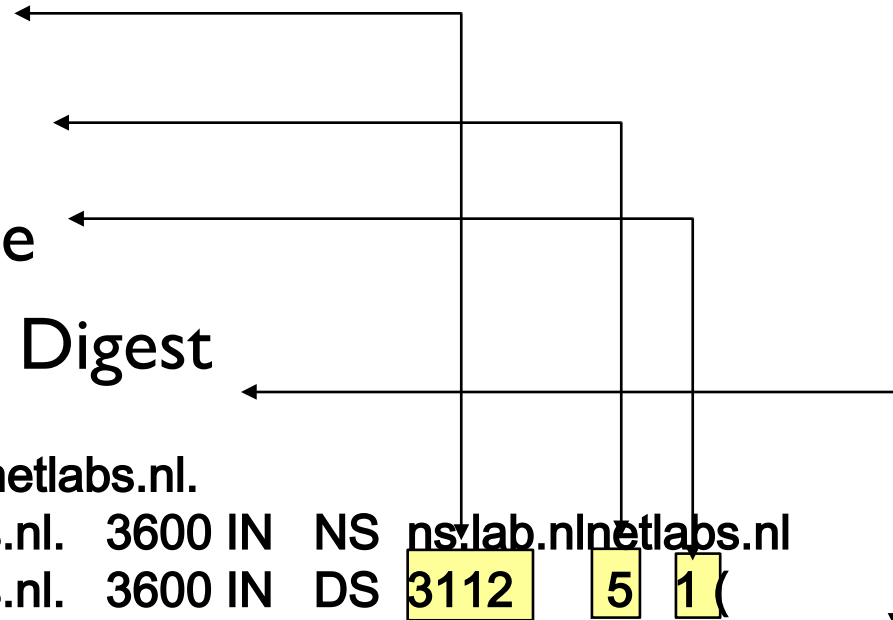 e
Digest
netlabs.nl.
s.nl. 3600 IN NS ns.lab.nlnetlabs.nl
s.nl. 3600 IN DS 3112 5 1 (